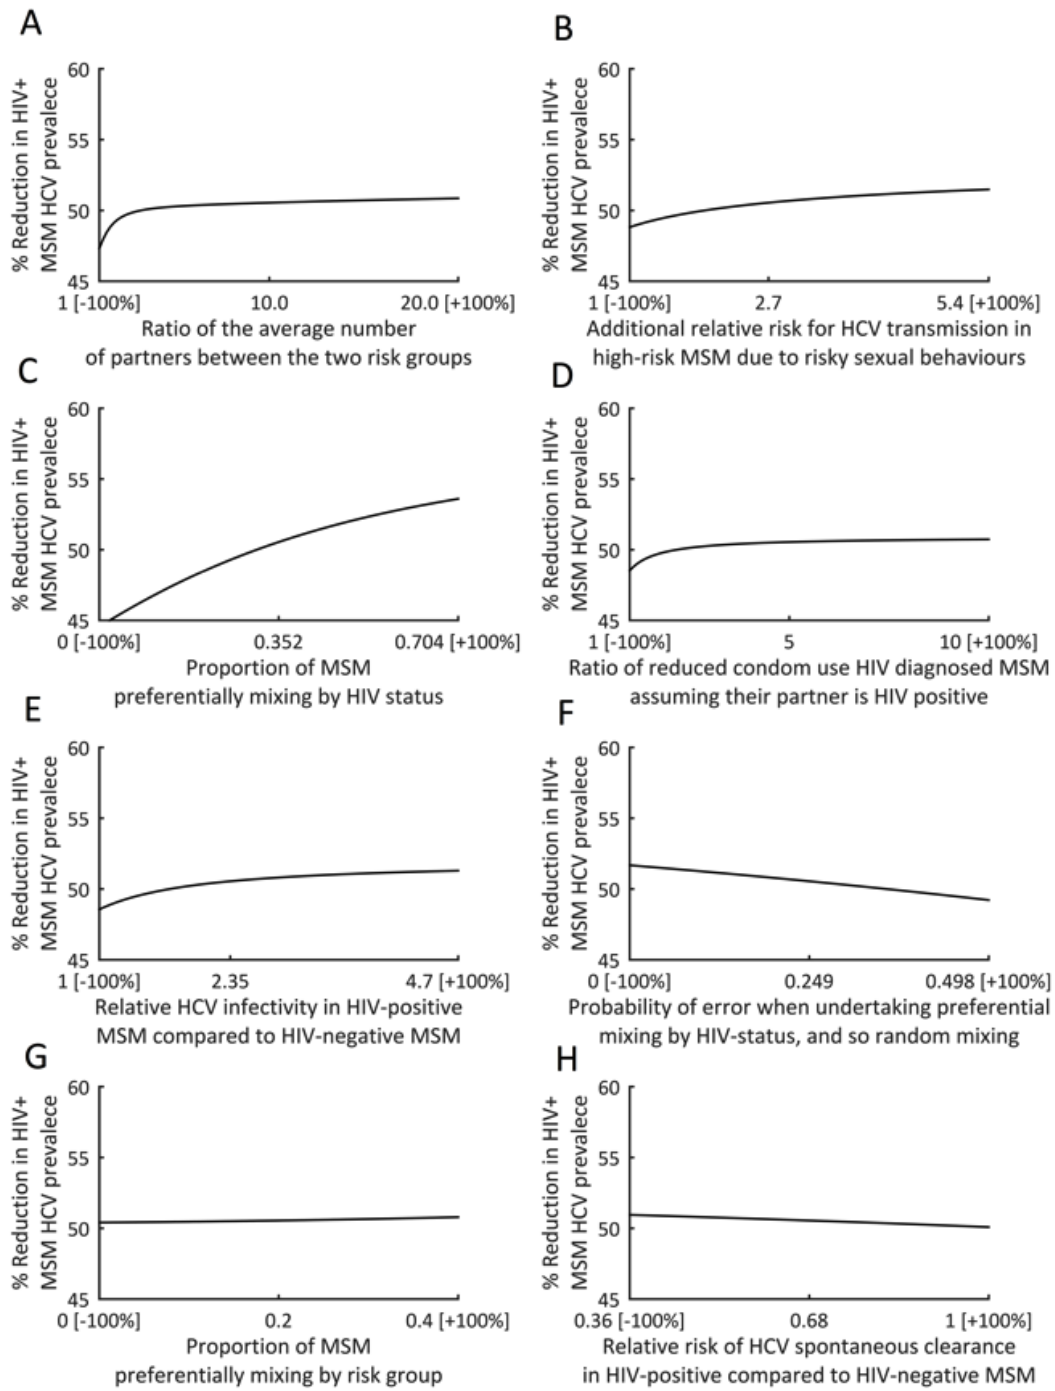 A
% Reduction in HIV+
MSM HCV prevalece
60
55
50
45
1 [-100%] 10.0 20.0 [+100%]
Ratio of the average number
of partners between the two risk groups
B
% Reduction in HIV+
MSM HCV prevalece
60
55
50
45
1 [-100%] 2.7 5.4 [+100%]
Additional relative risk for HCV transmission in
high-risk MSM due to risky sexual behaviours
C
% Reduction in HIV+
MSM HCV prevalece
60
55
50
45
0 [-100%] 0.352 0.704 [+100%]
Proportion of MSM
preferentially mixing by HIV status
D
% Reduction in HIV+
MSM HCV prevalece
60
55
50
45
1 [-100%] 5 10 [+100%]
Ratio of reduced condom use HIV diagnosed MSM
assuming their partner is HIV positive
E
% Reduction in HIV+
MSM HCV prevalece
60
55
50
45
1 [-100%] 2.35 4.7 [+100%]
Relative HCV infectivity in HIV-positive
MSM compared to HIV-negative MSM
F
% Reduction in HIV+
MSM HCV prevalece
60
55
50
45
0 [-100%] 0.249 0.498 [+100%]
Probability of error when undertaking preferential
mixing by HIV-status, and so random mixing
G
% Reduction in HIV+
MSM HCV prevalece
60
55
50
45
0 [-100%] 0.2 0.4 [+100%]
Proportion of MSM
preferentially mixing by risk group
H
% Reduction in HIV+
MSM HCV prevalece
60
55
50
45
0.36 [-100%] 0.68 1 [+100%]
Relative risk of HCV spontaneous clearance
in HIV-positive compared to HIV-negative MSM